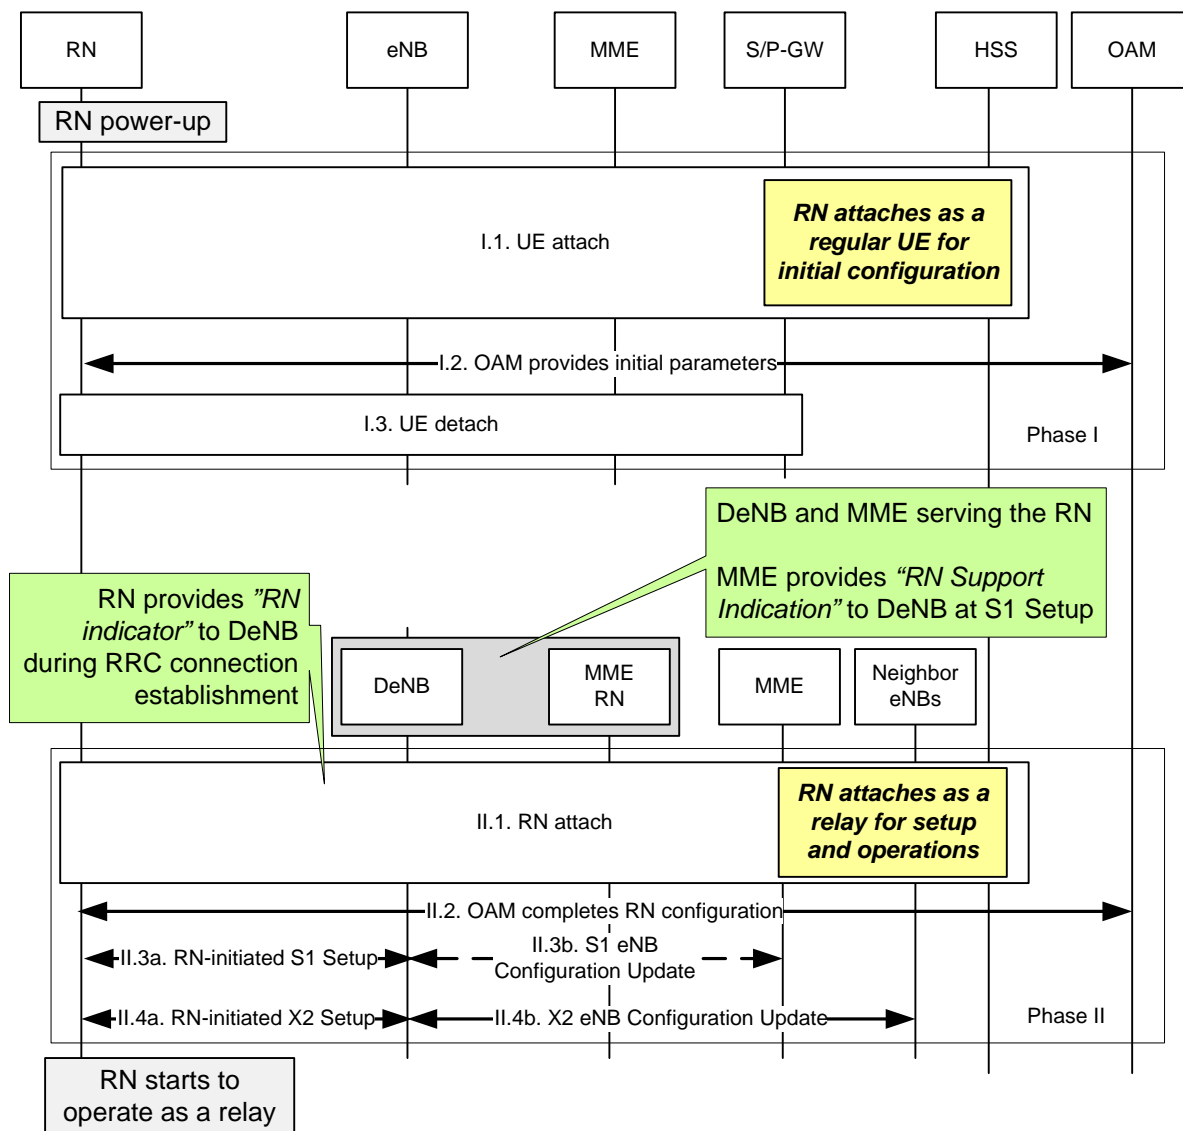 RN
eNB
MME
S/P-GW
HSS
OAM
RN power-up
I.1. UE attach
RN attaches as a
regular UE for
initial configuration
I.2. OAM provides initial parameters
I.3. UE detach
Phase I
DeNB and MME serving the RN
MME provides “RN Support
Indication” to DeNB at S1 Setup
RN provides ”RN
indicator” to DeNB
during RRC connection
establishment
DeNB
MME
RN
MME
Neighbor
eNBs
II.1. RN attach
RN attaches as a
relay for setup
and operations
II.2. OAM completes RN configuration
II.3a. RN-initiated S1 Setup
II.3b. S1 eNB
Configuration Update
II.4a. RN-initiated X2 Setup
II.4b. X2 eNB Configuration Update
Phase II
RN starts to
operate as a relay